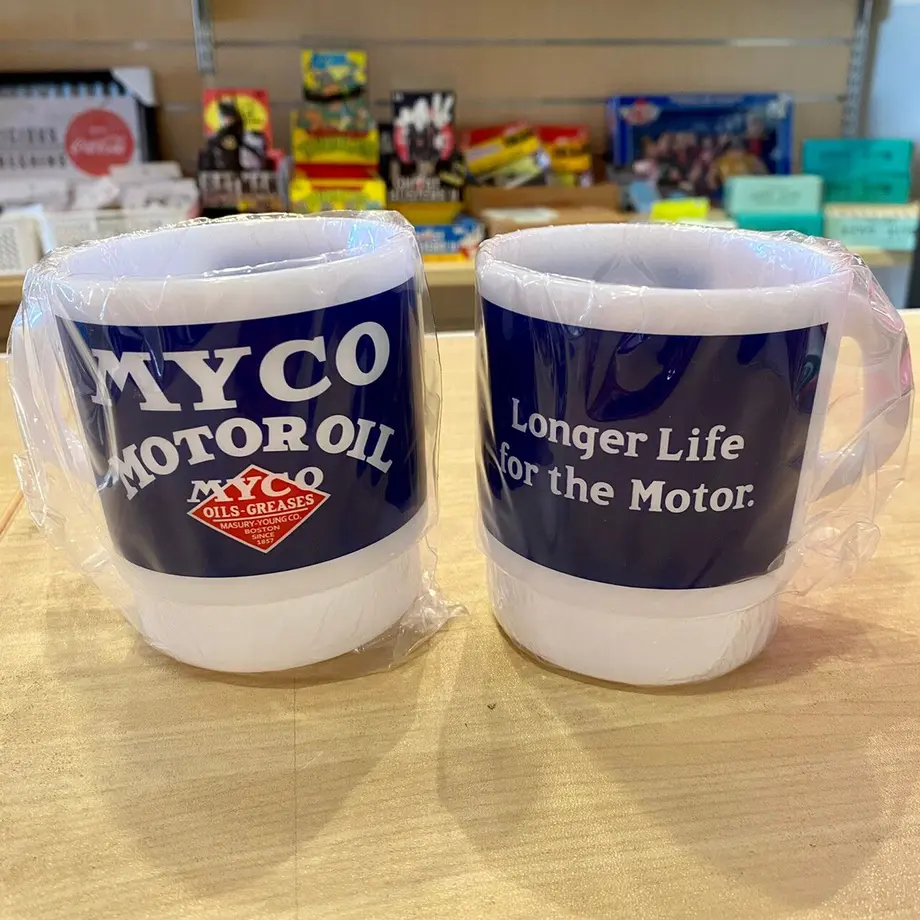 MYCO
MOTOR OIL
MYCO
OILS-GREASES
MASURY-YOUNG CO.
BOSTON
SINCE
1857
Longer Life
for the Motor.
Coca-Cola